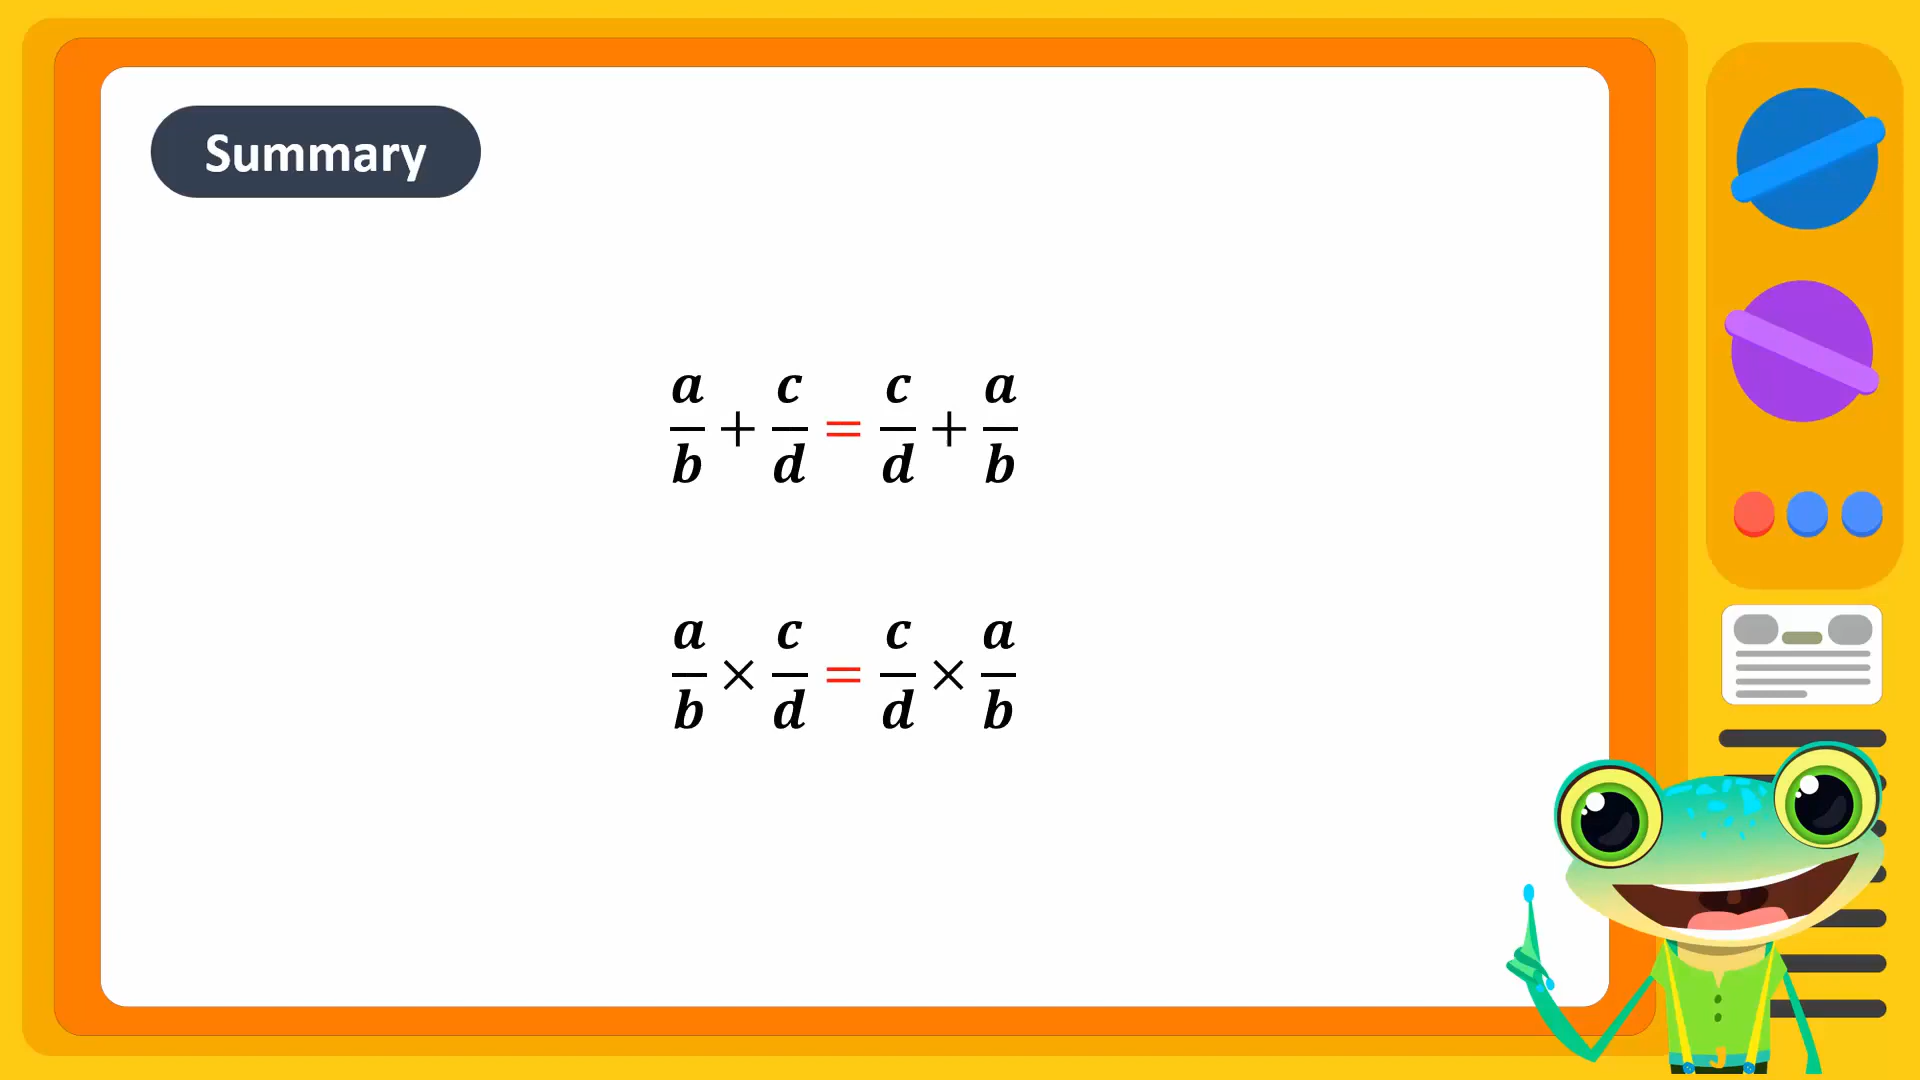 Summary
a/b + c/d = c/d + a/b
a/b × c/d = c/d × a/b